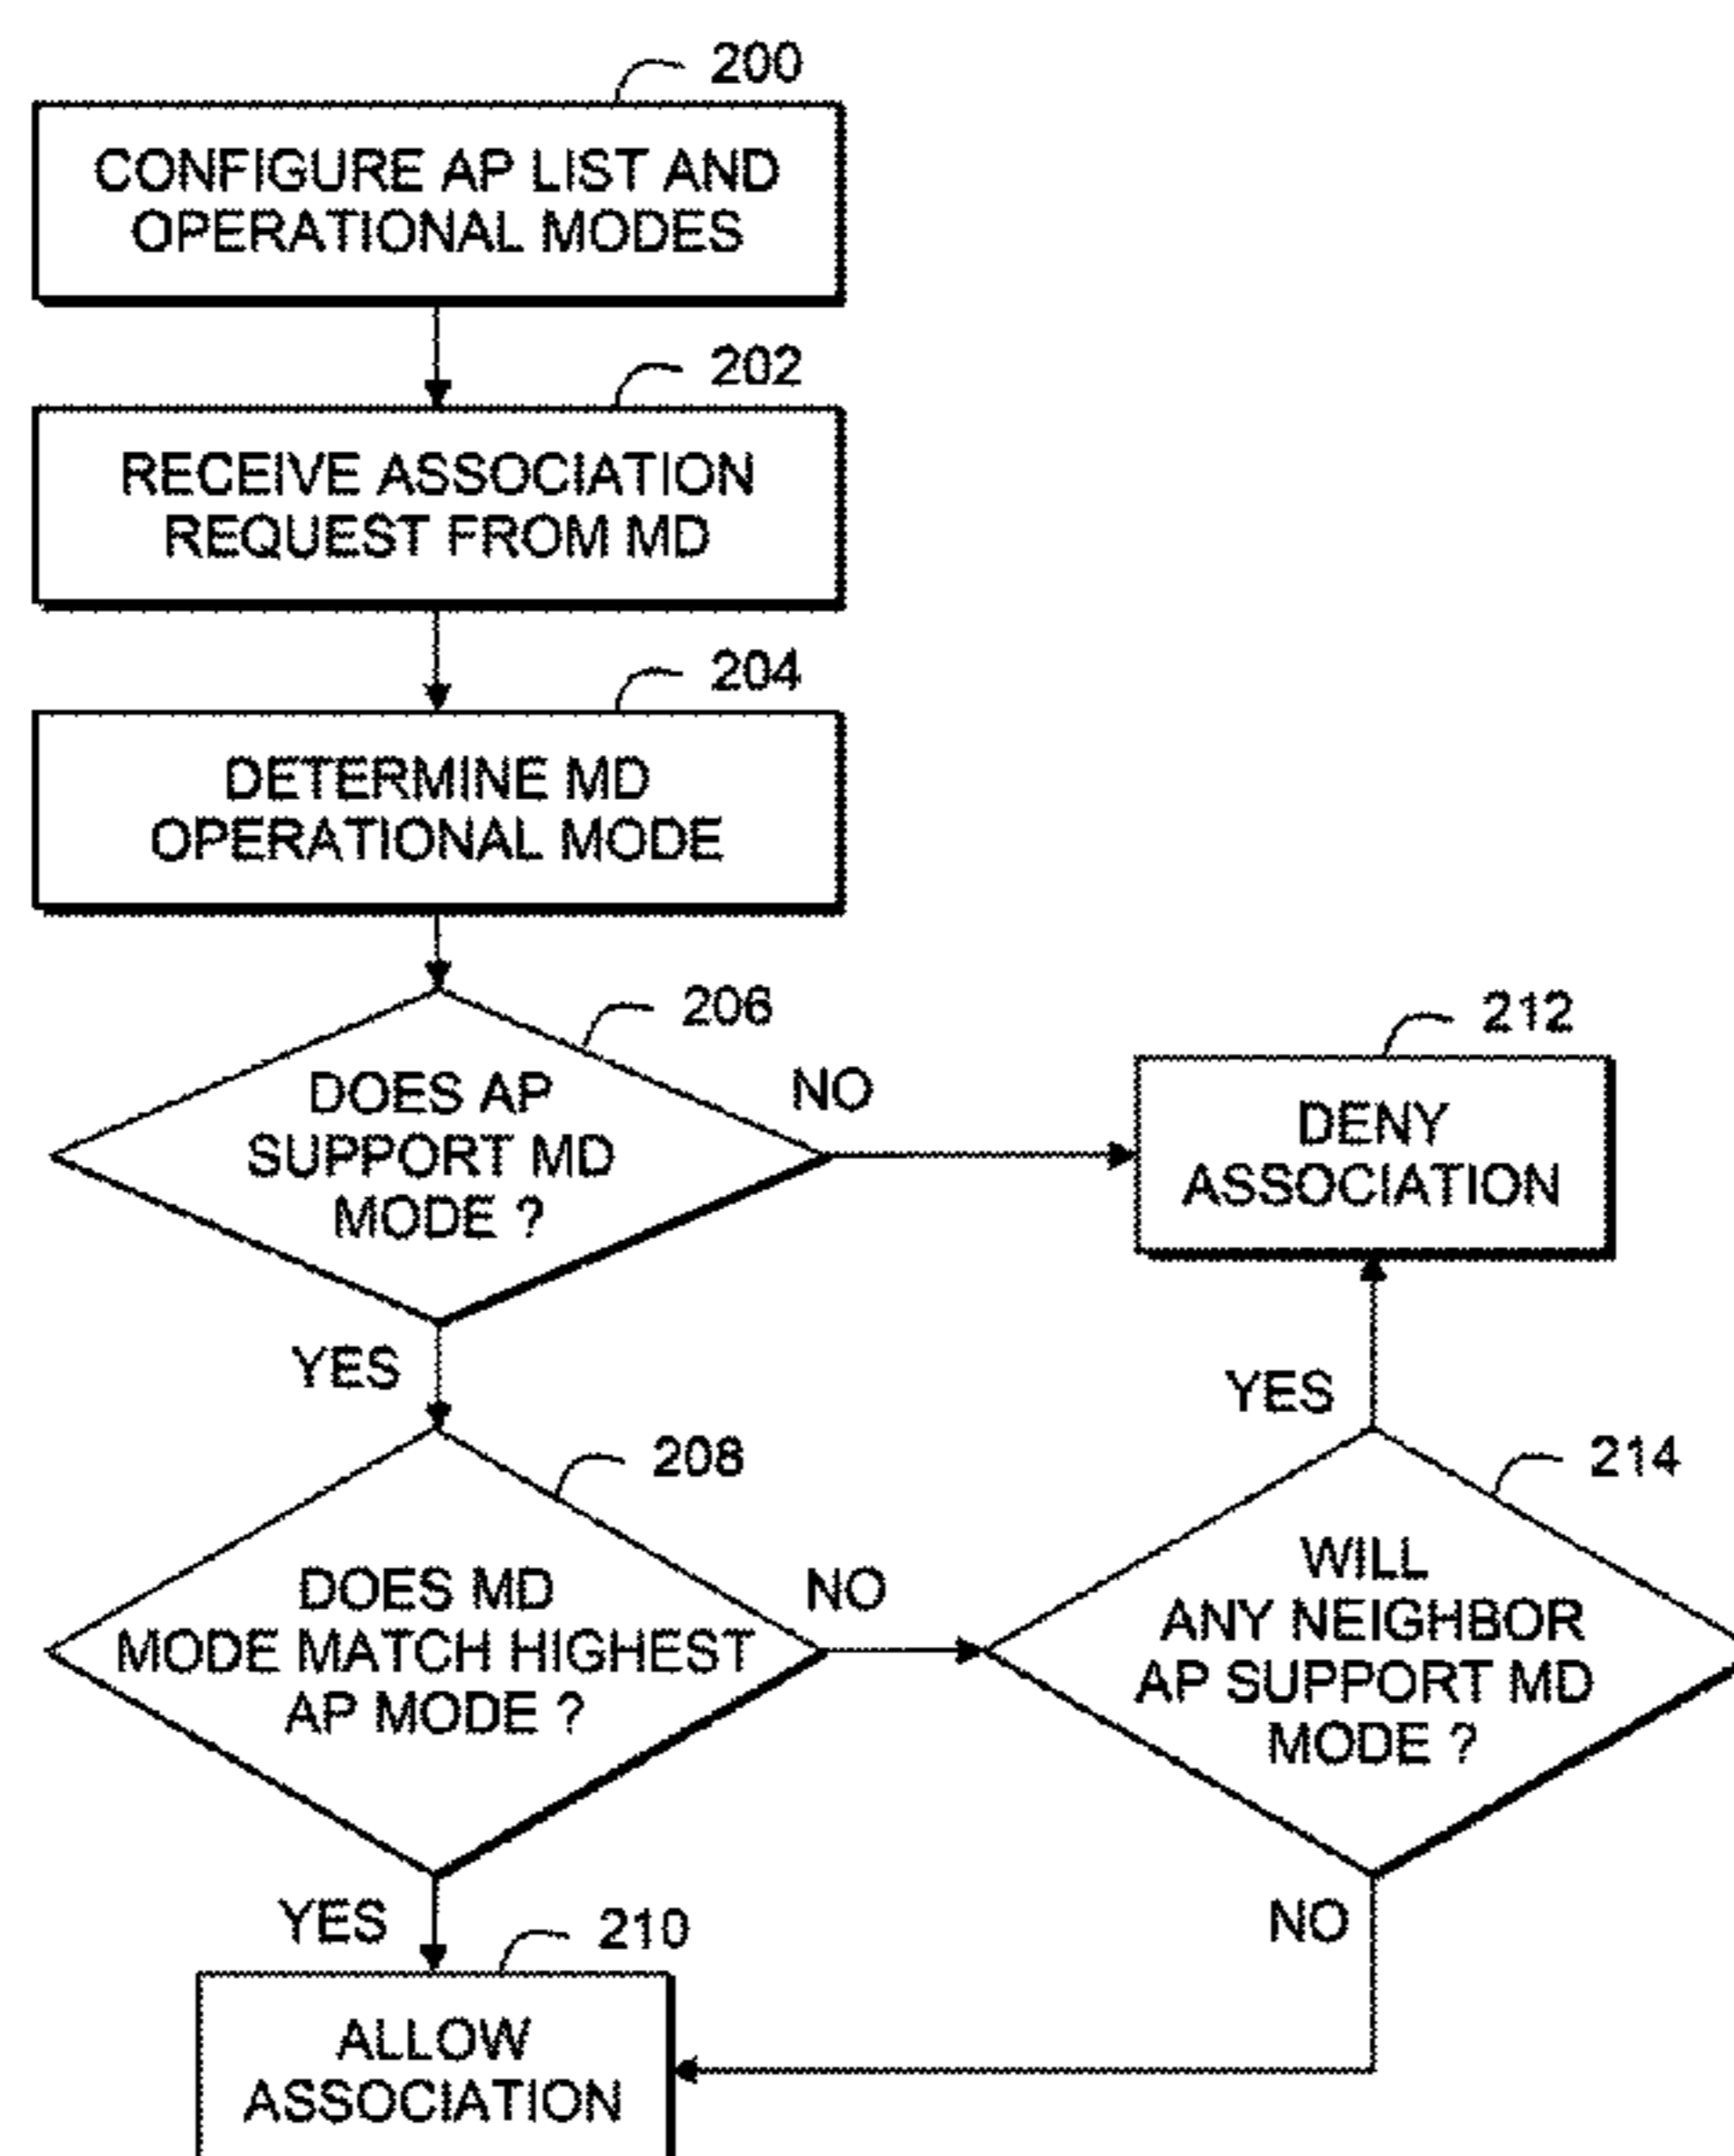 200
CONFIGURE AP LIST AND
OPERATIONAL MODES
202
RECEIVE ASSOCIATION
REQUEST FROM MD
204
DETERMINE MD
OPERATIONAL MODE
206
DOES AP
SUPPORT MD
MODE ?
NO
212
DENY
ASSOCIATION
YES
YES
208
DOES MD
MODE MATCH HIGHEST
AP MODE ?
NO
214
WILL
ANY NEIGHBOR
AP SUPPORT MD
MODE ?
YES
NO
210
ALLOW
ASSOCIATION